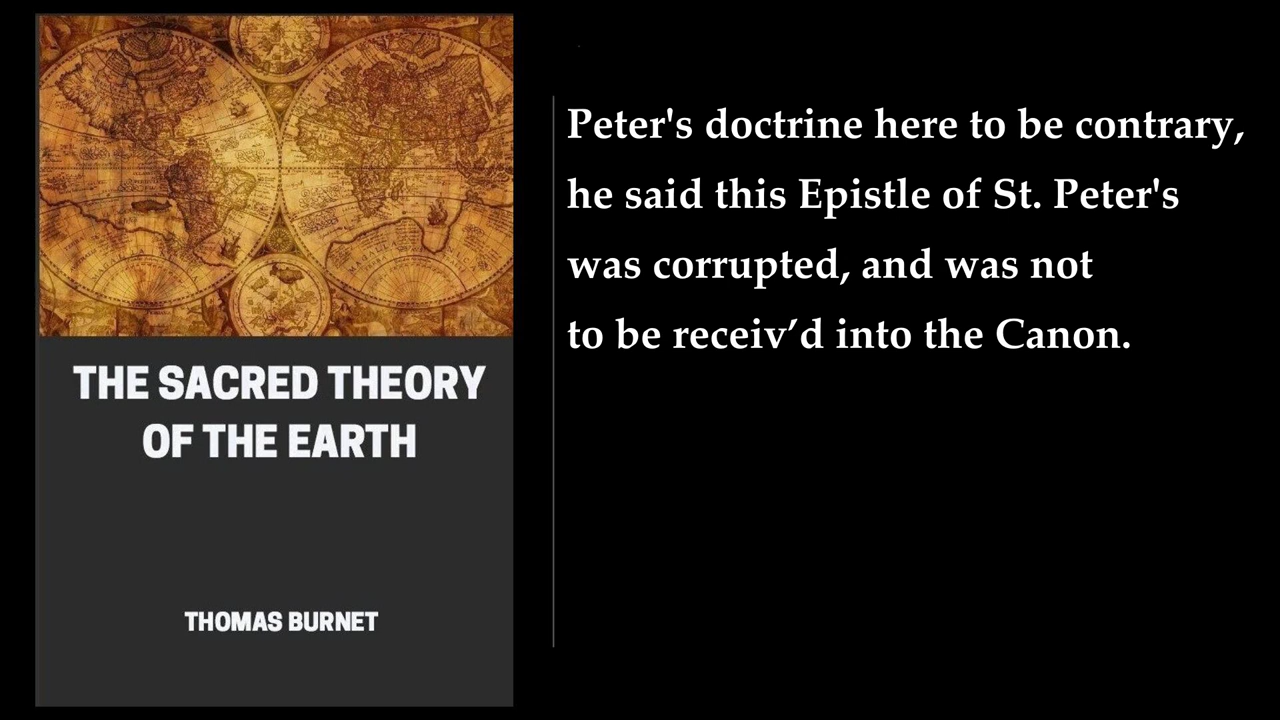 THE SACRED THEORY
OF THE EARTH
THOMAS BURNET
Peter's doctrine here to be contrary,
he said this Epistle of St. Peter's
was corrupted, and was not
to be receiv’d into the Canon.